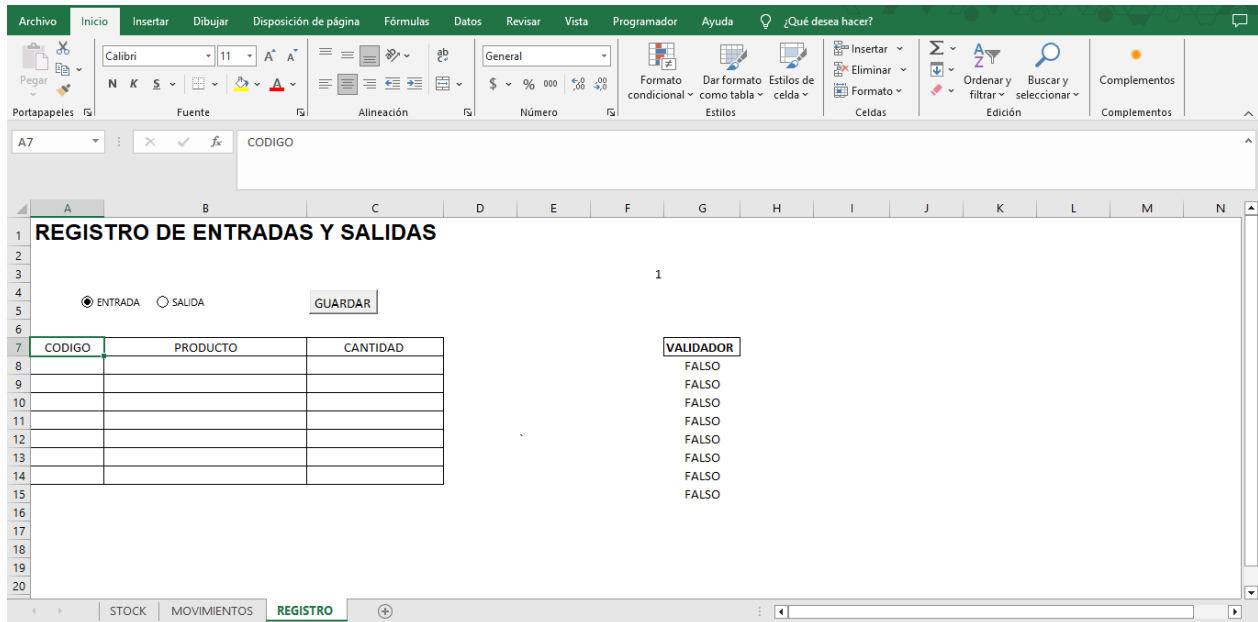 Archivo Inicio Insertar Dibujar Disposición de página Fórmulas Datos Revisar Vista Programador Ayuda ¿Qué desea hacer?
Pegar
Calibri 11 A A ab
General
N K S A $ % 000
Formato condicional
Dar formato como tabla
Estilos de celda
Insertar
Eliminar
Formato
Ordenar y filtrar
Buscar y seleccionar
Complementos
Portapapeles Fuente Alineación Número Estilos Celdas Edición Complementos
A7 fx CODIGO
A B C D E F G H I J K L M N
1 REGISTRO DE ENTRADAS Y SALIDAS
2
3 1
4
ENTRADA SALIDA GUARDAR
5
6
7 CODIGO PRODUCTO CANTIDAD VALIDADOR
8 FALSO
9 FALSO
10 FALSO
11 FALSO
12 ` FALSO
13 FALSO
14 FALSO
15 FALSO
16
17
18
19
20
STOCK MOVIMIENTOS REGISTRO